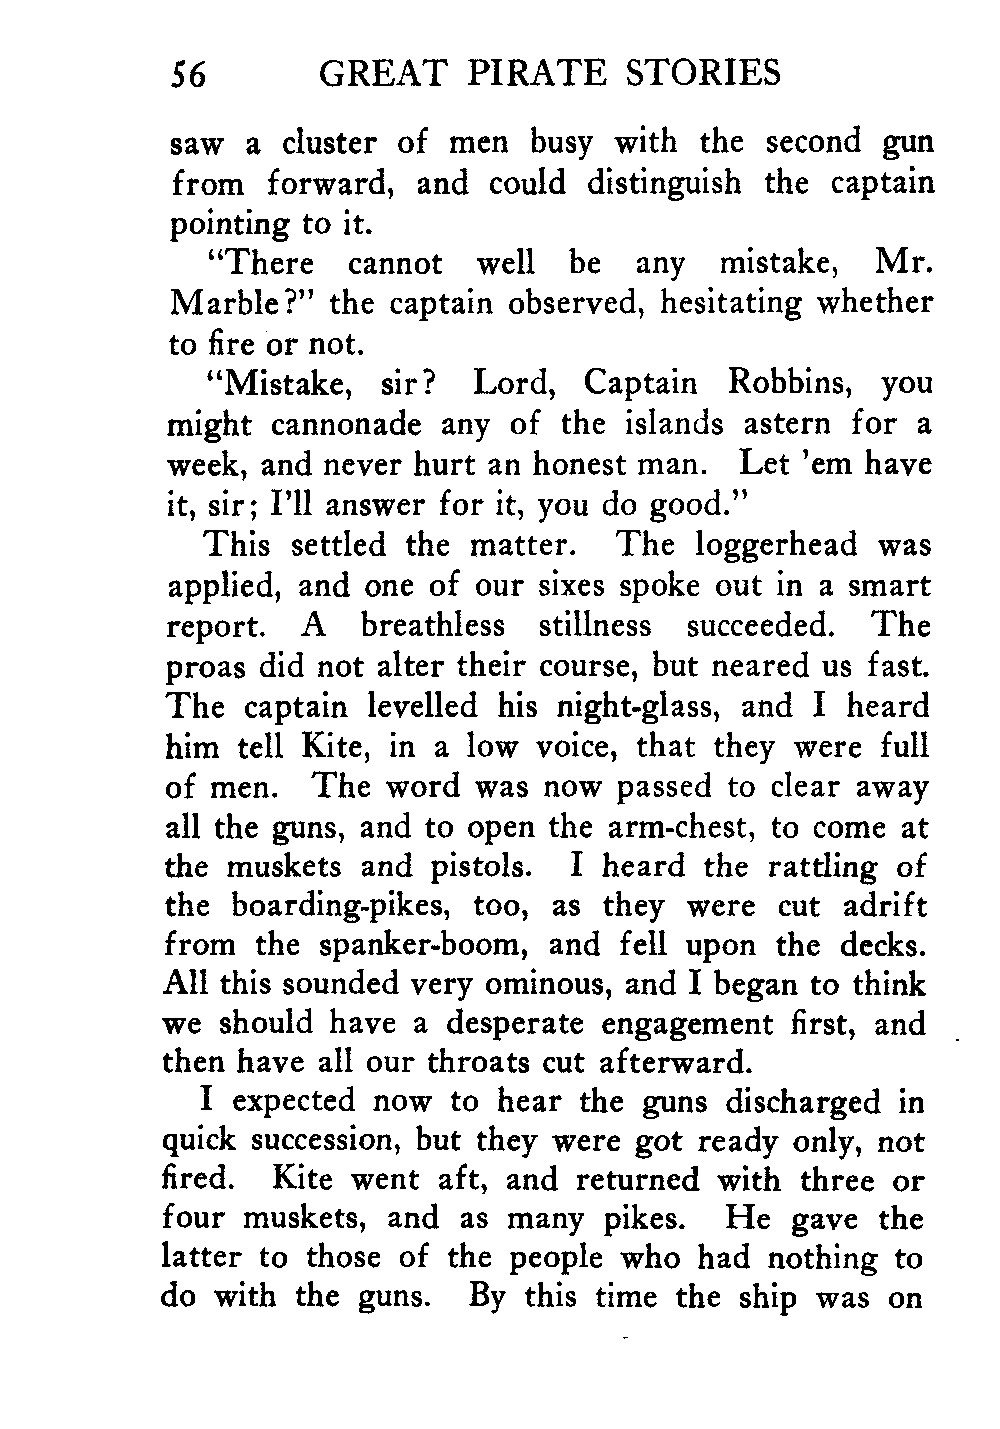 56 GREAT PIRATE STORIES
saw a cluster of men busy with the second gun
from forward, and could distinguish the captain
pointing to it.
“There cannot well be any mistake, Mr.
Marble?” the captain observed, hesitating whether
to fire or not.
“Mistake, sir? Lord, Captain Robbins, you
might cannonade any of the islands astern for a
week, and never hurt an honest man. Let ’em have
it, sir; I’ll answer for it, you do good.”
This settled the matter. The loggerhead was
applied, and one of our sixes spoke out in a smart
report. A breathless stillness succeeded. The
proas did not alter their course, but neared us fast.
The captain levelled his night-glass, and I heard
him tell Kite, in a low voice, that they were full
of men. The word was now passed to clear away
all the guns, and to open the arm-chest, to come at
the muskets and pistols. I heard the rattling of
the boarding-pikes, too, as they were cut adrift
from the spanker-boom, and fell upon the decks.
All this sounded very ominous, and I began to think
we should have a desperate engagement first, and
then have all our throats cut afterward.
I expected now to hear the guns discharged in
quick succession, but they were got ready only, not
fired. Kite went aft, and returned with three or
four muskets, and as many pikes. He gave the
latter to those of the people who had nothing to
do with the guns. By this time the ship was on